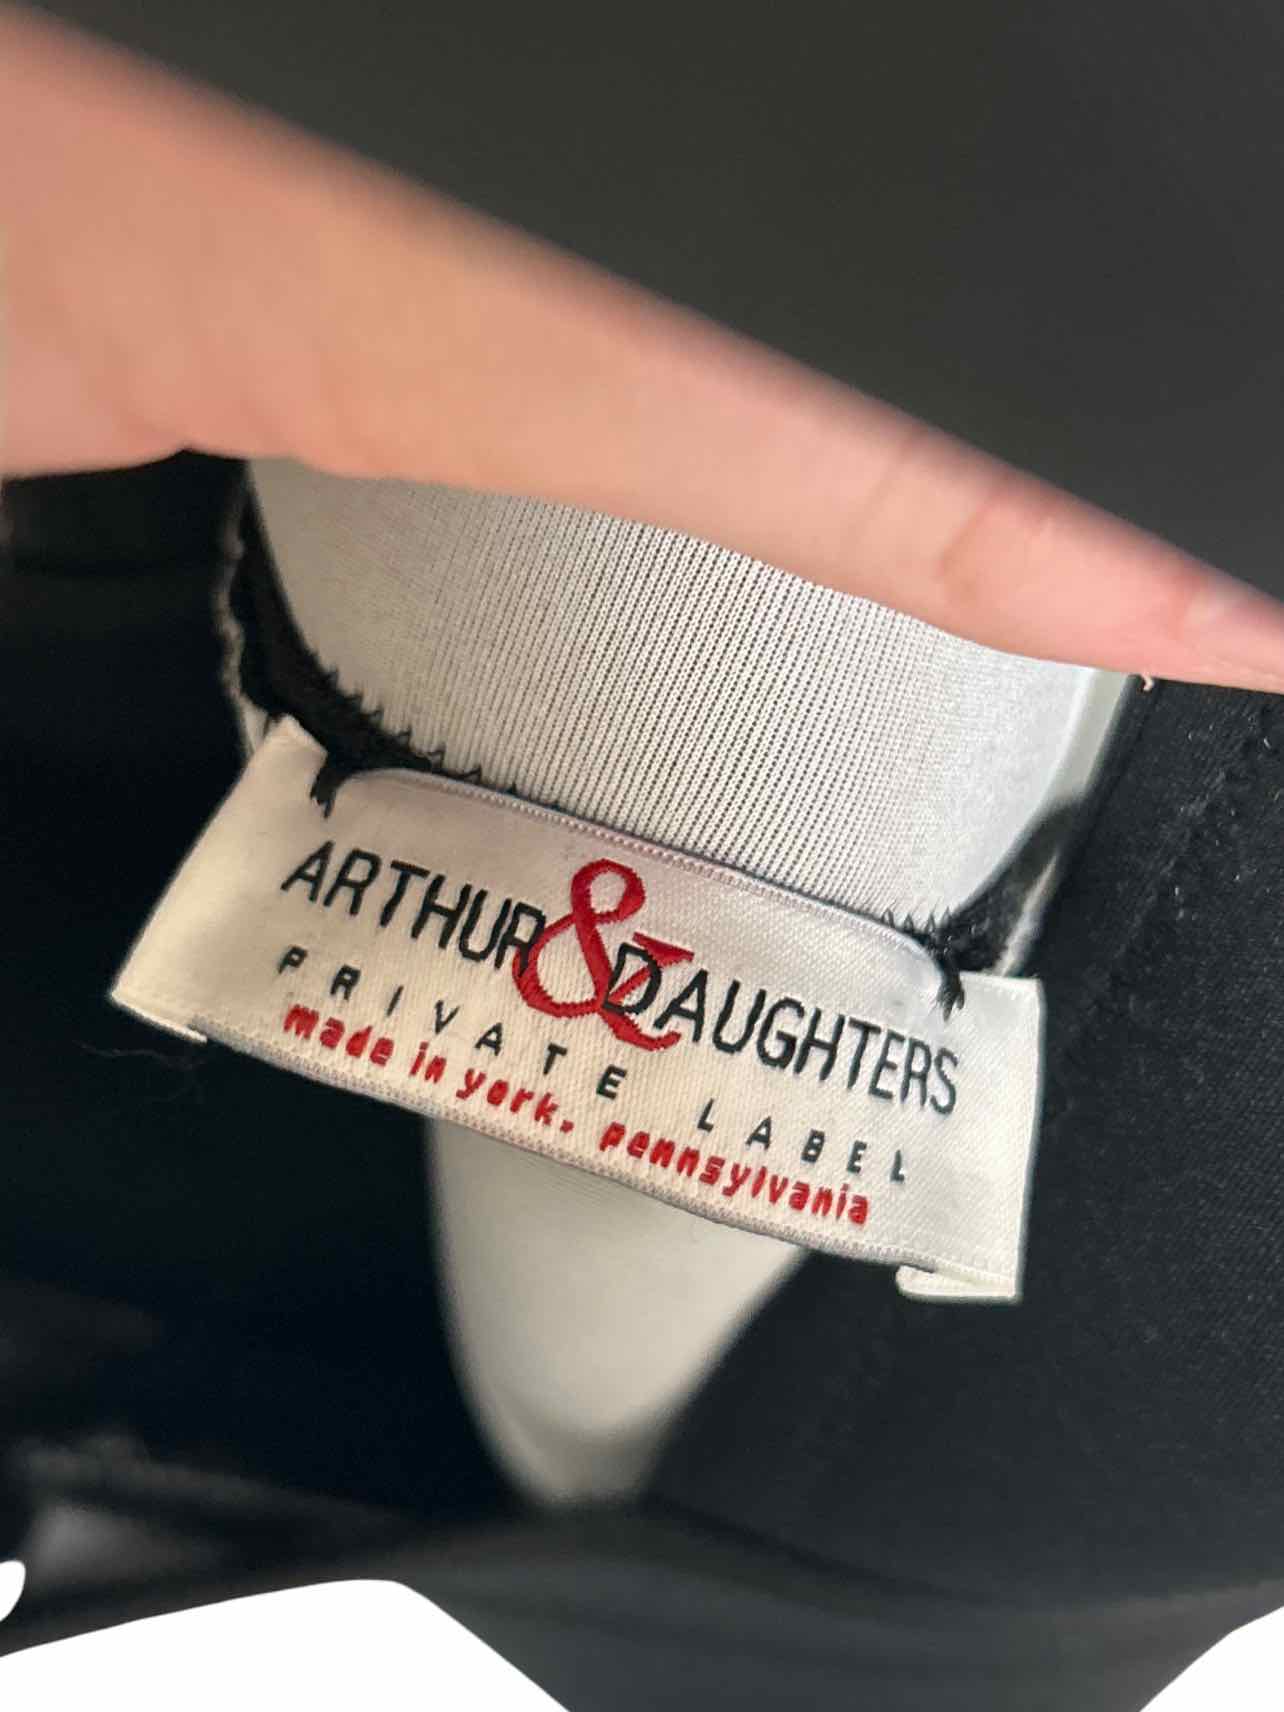 ARTHUR & DAUGHTERS
PRIVATE LABEL
made in york, pennsylvania